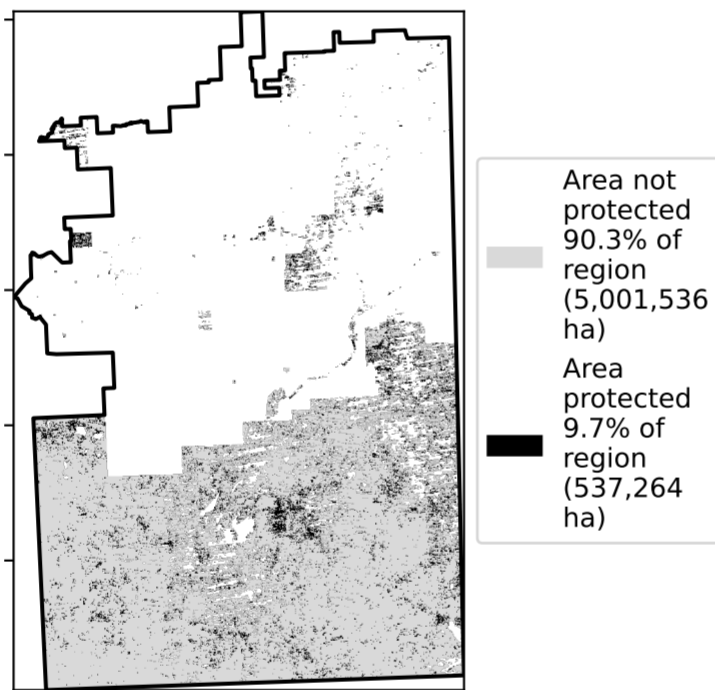 Area not
protected
90.3% of
region
(5,001,536
ha)
Area
protected
9.7% of
region
(537,264
ha)